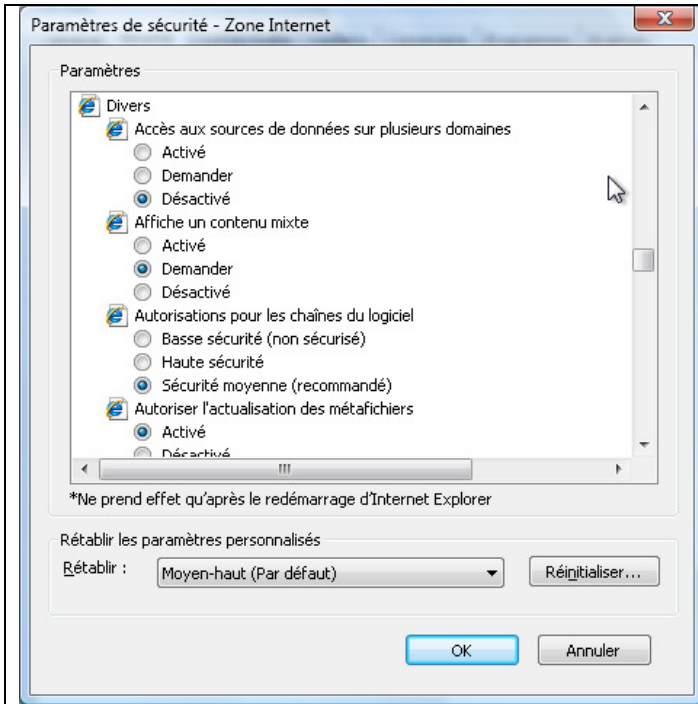 Paramètres de sécurité - Zone Internet
Paramètres
Divers
Accès aux sources de données sur plusieurs domaines
Activé
Demander
Désactivé
Affiche un contenu mixte
Activé
Demander
Désactivé
Autorisations pour les chaînes du logiciel
Basse sécurité (non sécurisé)
Haute sécurité
Sécurité moyenne (recommandé)
Autoriser l'actualisation des métafichiers
Activé
Désactivé
*Ne prend effet qu'après le redémarrage d'Internet Explorer
Rétablir les paramètres personnalisés
Rétablir :
Moyen-haut (Par défaut)
Réinitialiser...
OK
Annuler